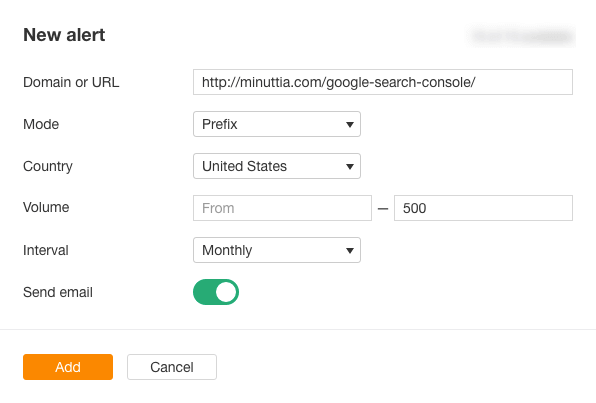 New alert
Domain or URL http://minuttia.com/google-search-console/
Mode Prefix
Country United States
Volume From — 500
Interval Monthly
Send email
Add Cancel